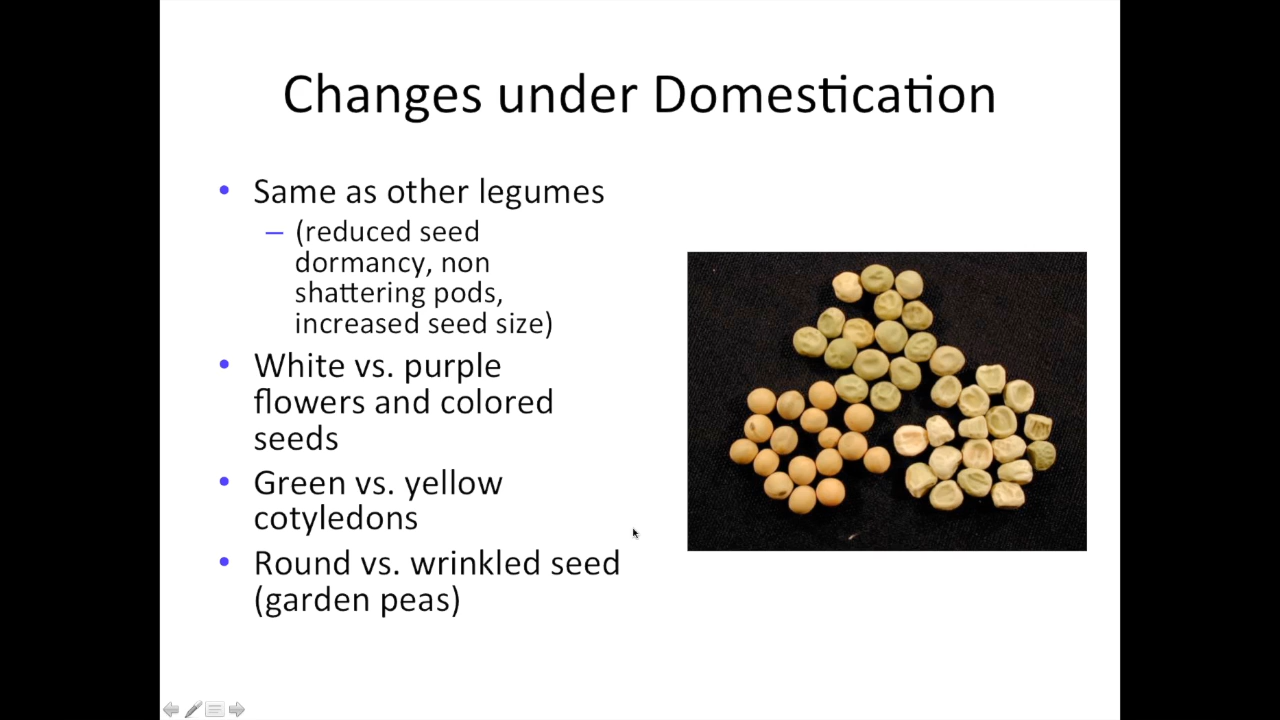 Changes under Domestication
• Same as other legumes
– (reduced seed
dormancy, non
shattering pods,
increased seed size)
• White vs. purple
flowers and colored
seeds
• Green vs. yellow
cotyledons
• Round vs. wrinkled seed
(garden peas)